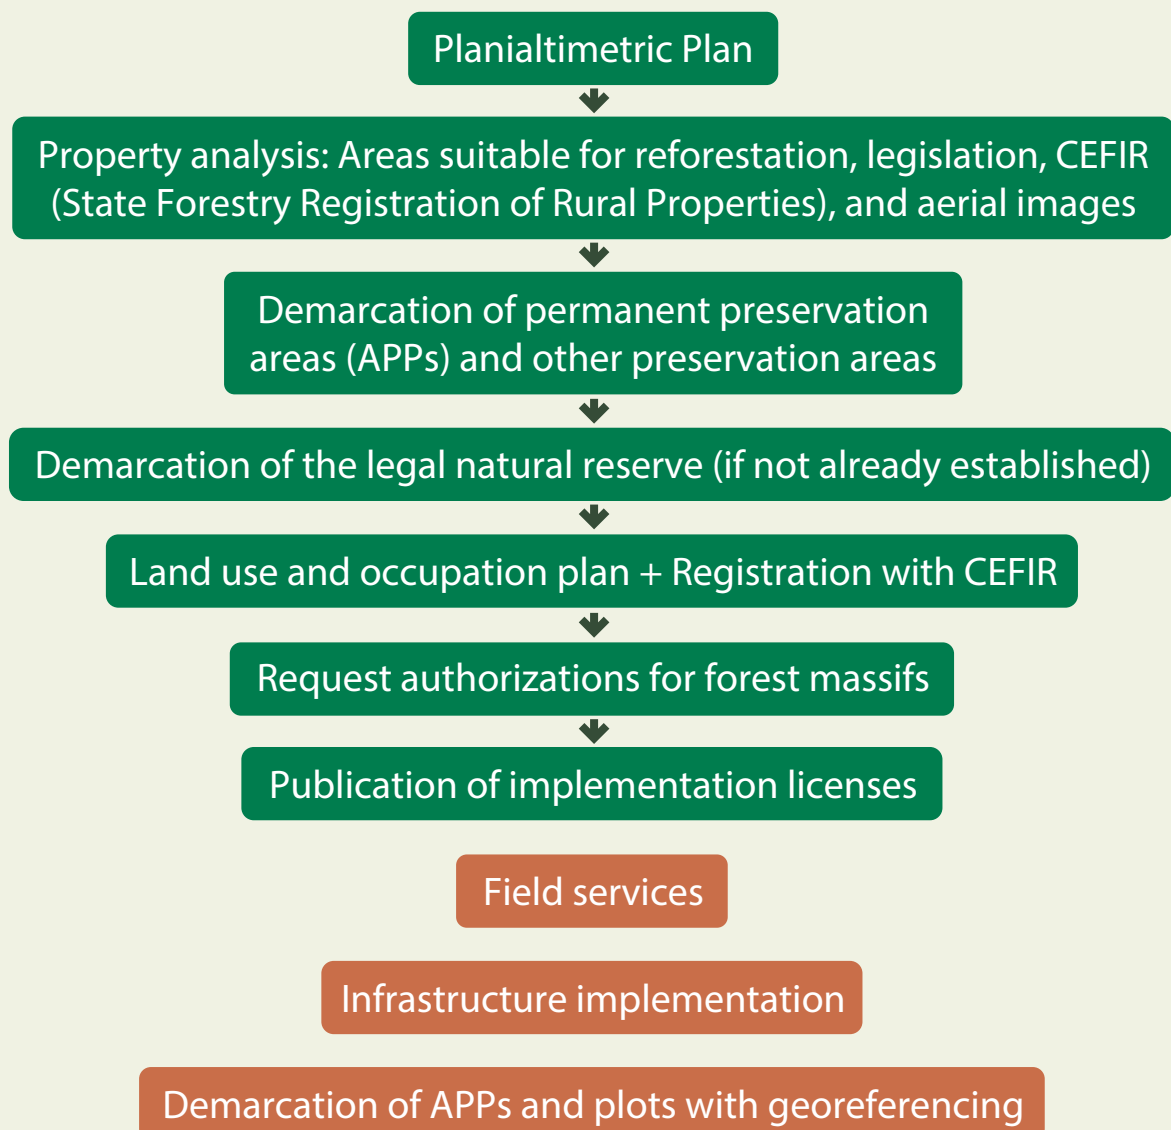 Planialtimetric Plan
Property analysis: Areas suitable for reforestation, legislation, CEFIR
(State Forestry Registration of Rural Properties), and aerial images
Demarcation of permanent preservation
areas (APPs) and other preservation areas
Demarcation of the legal natural reserve (if not already established)
Land use and occupation plan + Registration with CEFIR
Request authorizations for forest massifs
Publication of implementation licenses
Field services
Infrastructure implementation
Demarcation of APPs and plots with georeferencing